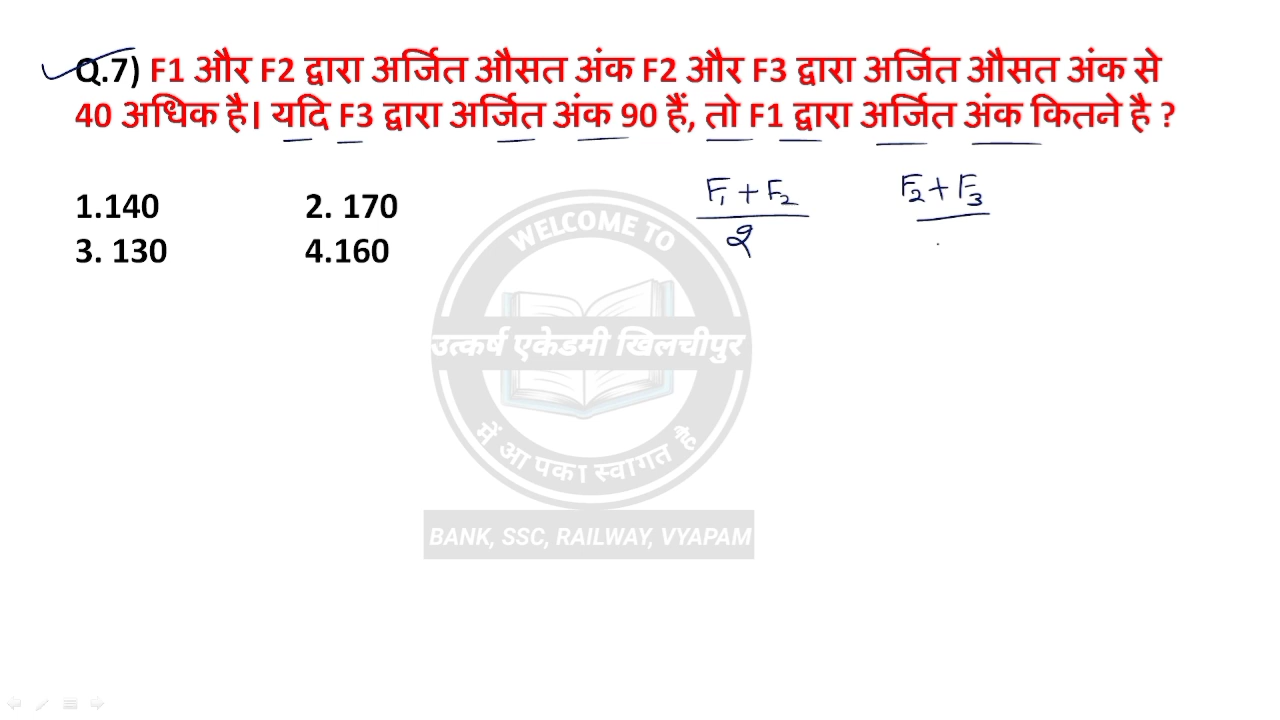 Q.7) F1 और F2 द्वारा अर्जित औसत अंक F2 और F3 द्वारा अर्जित औसत अंक से
40 अधिक है। यदि F3 द्वारा अर्जित अंक 90 हैं, तो F1 द्वारा अर्जित अंक कितने है ?
1.140 2. 170
3. 130 4.160
F₁ + F₂ F₂ + F₃
2
WELCOME TO
उत्कर्ष एकेडमी खिलचीपुर
में आपका स्वागत है
BANK, SSC, RAILWAY, VYAPAM